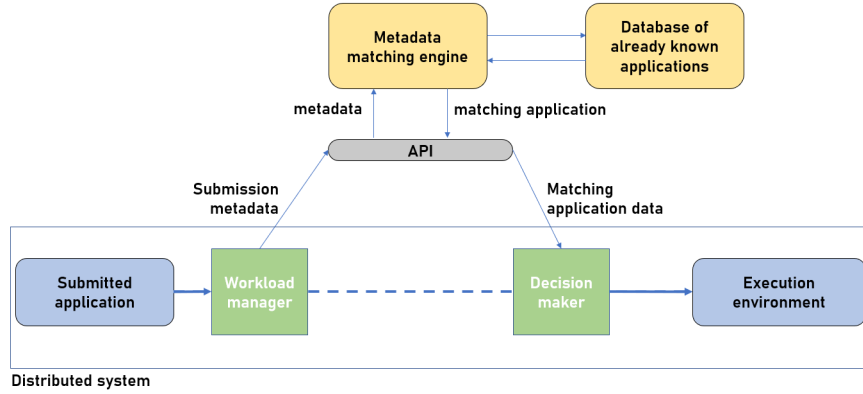 Metadata
matching engine
Database of
already known
applications
metadata
matching application
API
Submission
metadata
Matching
application data
Submitted
application
Workload
manager
Decision
maker
Execution
environment
Distributed system